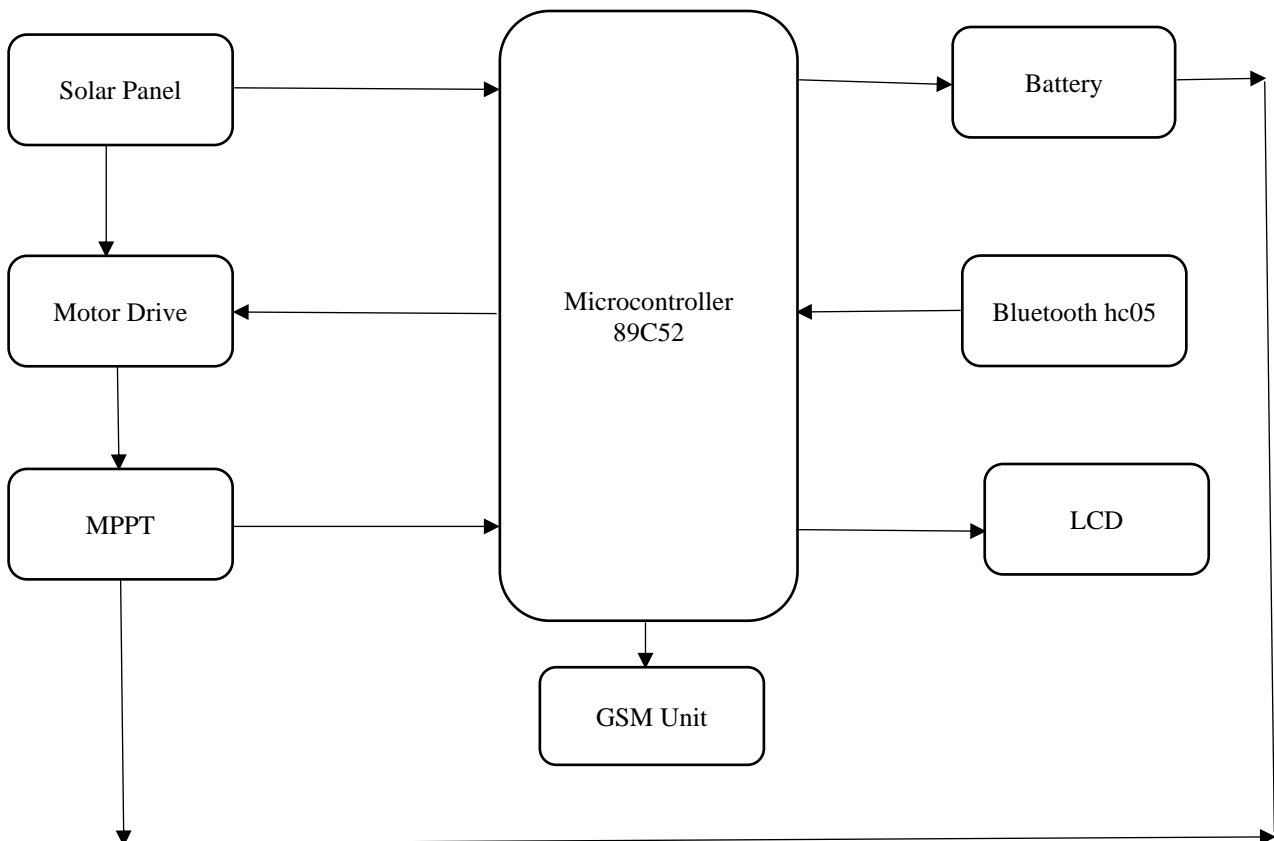 Solar Panel
Battery
Motor Drive
Microcontroller
89C52
Bluetooth hc05
MPPT
LCD
GSM Unit